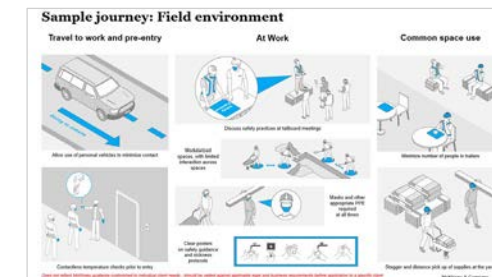 Sample journey: Field environment
Travel to work and pre-entry
At Work
Common space use
Allow use of personal vehicles to minimize contact
Discuss safety practices at tailboard meetings
Minimize number of people in trailers
Modularized
spaces, with limited
interaction across
spaces
Masks and other
appropriate PPE
required
at all times
Clear posters
on safety guidance
and sickness
protocols
Contactless temperature checks prior to entry
Stagger and distance pick up of supplies at the yard